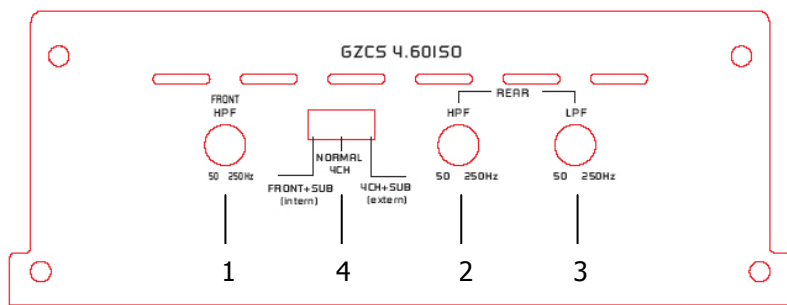 GZCS 4.60ISO
REAR
FRONT
HPF
HPF
LPF
NORMAL
4CH
50 250Hz
50 250Hz
50 250Hz
FRONT+SUB
(intern)
4CH+SUB
(extern)
1
4
2
3